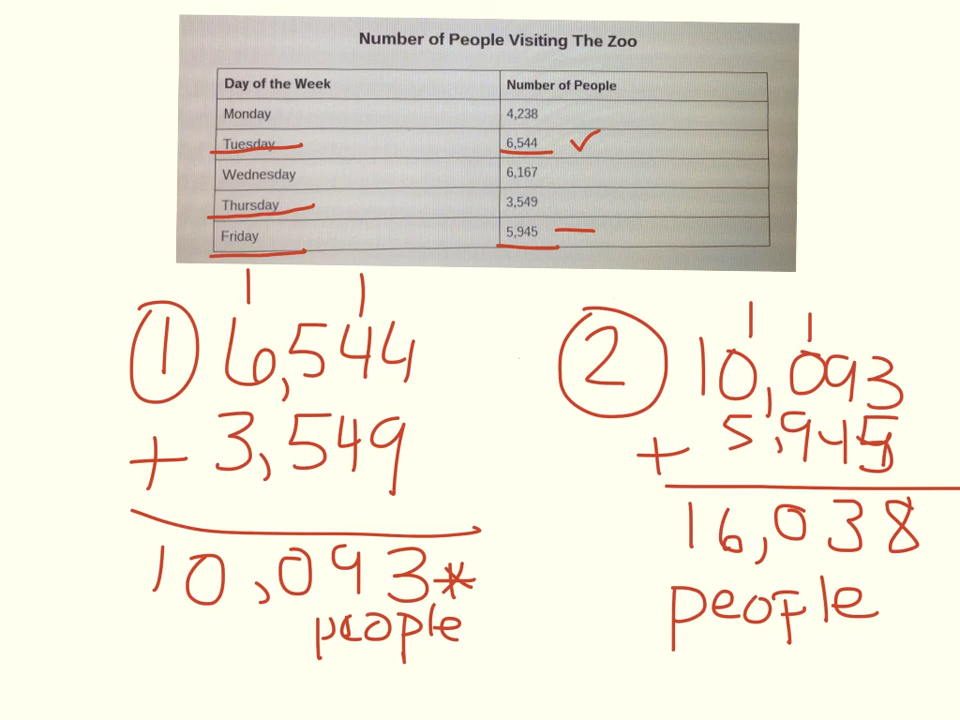 Number of People Visiting The Zoo
Day of the Week Number of People
Monday 4,238
Tuesday 6,544 ✓
Wednesday 6,167
Thursday 3,549
Friday 5,945 —
1 1
① 6,544
+ 3,549
10,093*
people
1 1
② 10,093
+ 5,945
16,038
people